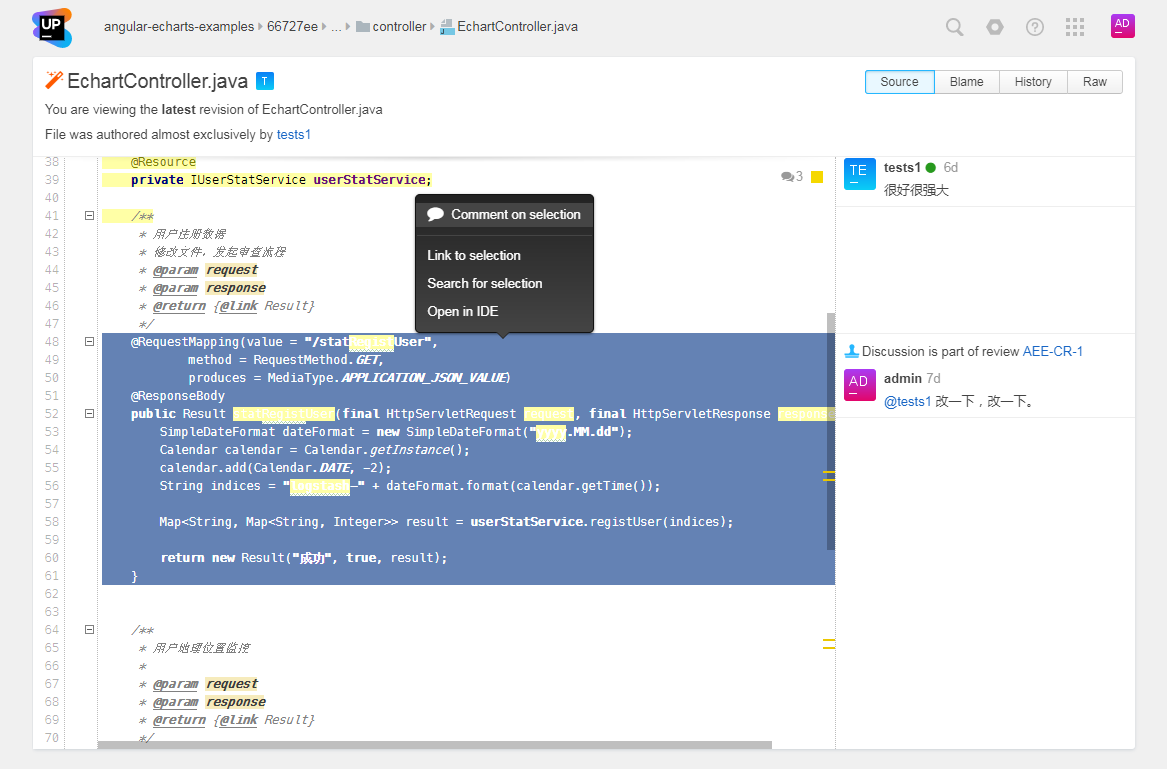 UP
angular-echarts-examples 66727ee ... controller EchartController.java
AD
EchartController.java T
Source Blame History Raw
You are viewing the latest revision of EchartController.java
File was authored almost exclusively by tests1
38 @Resource
39 private IUserStatService userStatService;
3
40
41 /**
42 * 用户注册数据
43 * 修改文件，发起审查流程
44 * @param request
45 * @param response
46 * @return {@link Result}
47 */
48 @RequestMapping(value = "/statRegistUser",
49 method = RequestMethod.GET,
50 produces = MediaType.APPLICATION_JSON_VALUE)
51 @ResponseBody
52 public Result statRegistUser(final HttpServletRequest request, final HttpServletResponse response
53 SimpleDateFormat dateFormat = new SimpleDateFormat("yyyy.MM.dd");
54 Calendar calendar = Calendar.getInstance();
55 calendar.add(Calendar.DATE, -2);
56 String indices = "logstash-" + dateFormat.format(calendar.getTime());
57
58 Map<String, Map<String, Integer>> result = userStatService.registUser(indices);
59
60 return new Result("成功", true, result);
61 }
62
63
64 /**
65 * 用户地理位置监控
66 *
67 * @param request
68 * @param response
69 * @return {@link Result}
70 */
Comment on selection
Link to selection
Search for selection
Open in IDE
TE
tests1 6d
很好很强大
Discussion is part of review AEE-CR-1
AD
admin 7d
@tests1 改一下，改一下。